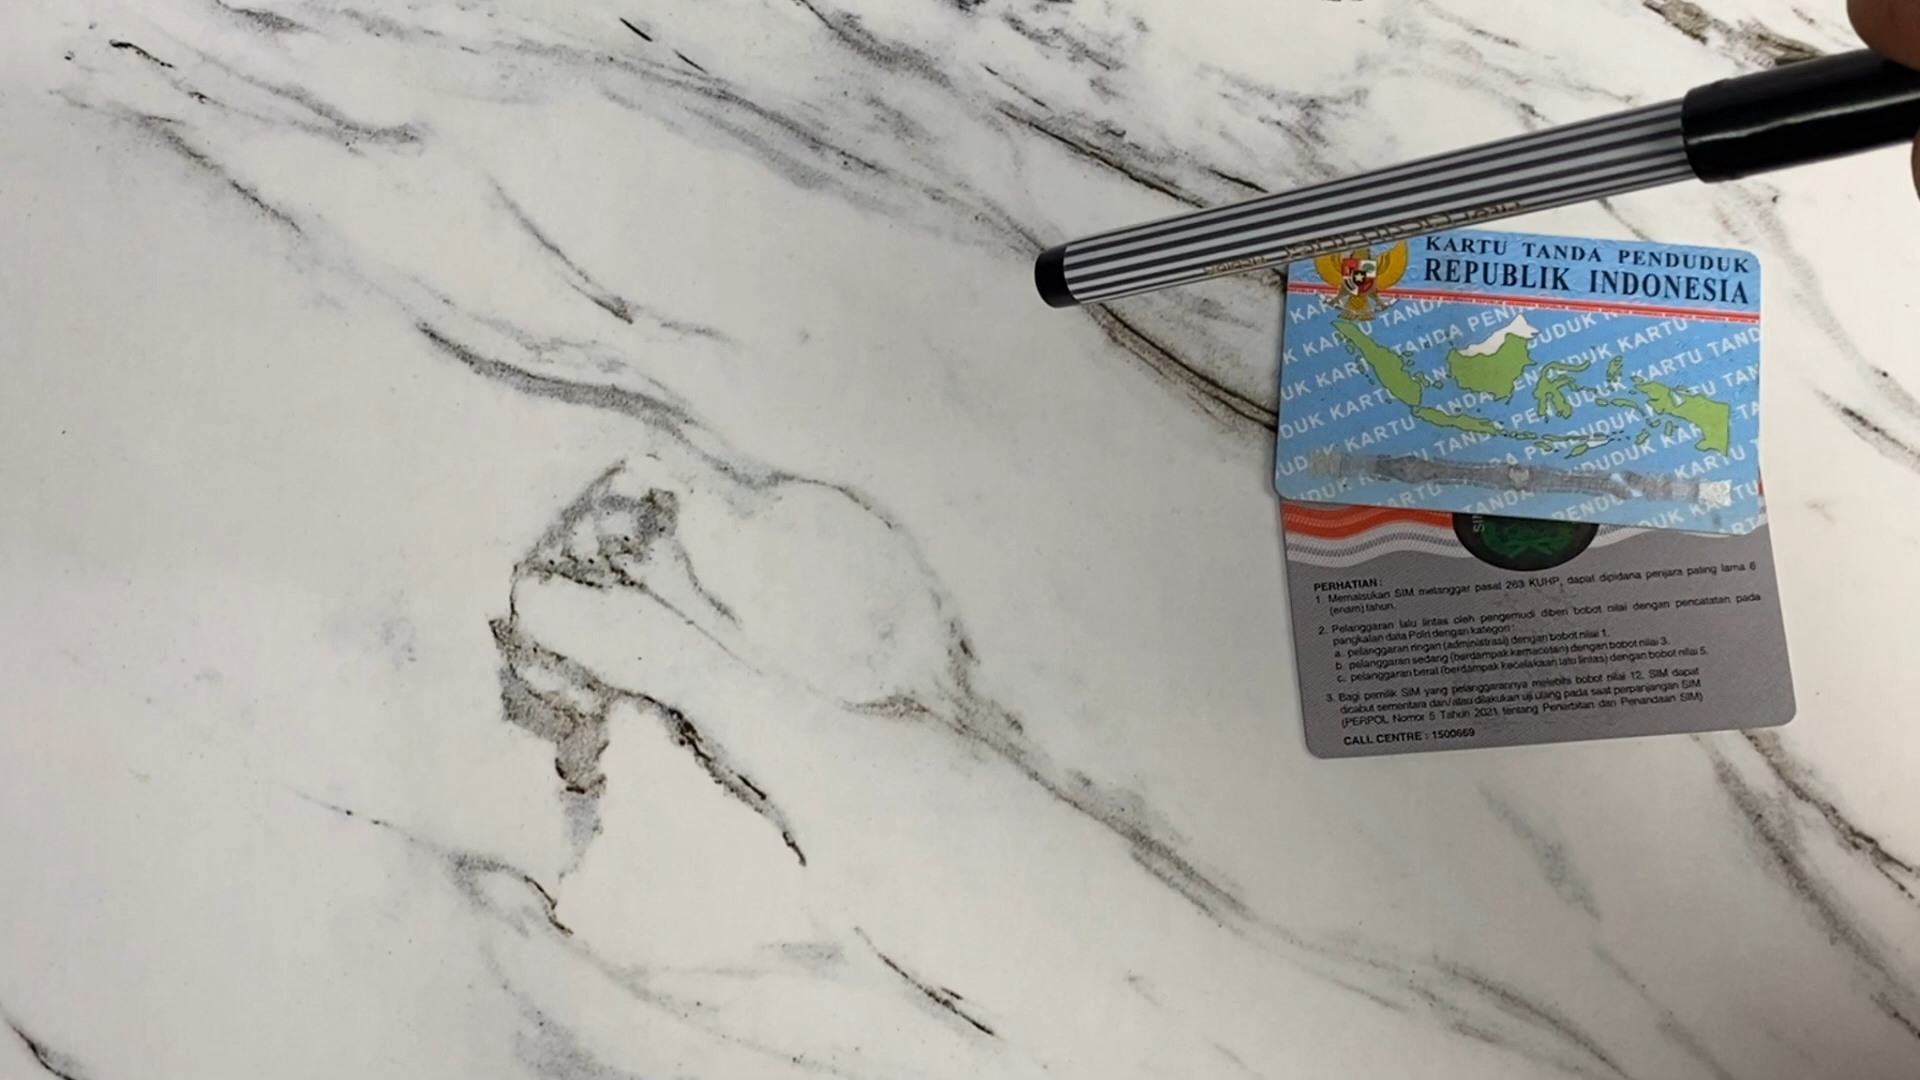 KARTU TANDA PENDUDUK
REPUBLIK INDONESIA
PERHATIAN :
1. Memalsukan SIM melanggar pasal 263 KUHP, dapat dipidana penjara paling lama 6
(enam) tahun.
2. Pelanggaran lalu lintas oleh pengemudi diberi bobot nilai dengan pencatatan pada
pangkalan data Polri dengan kategori :
a. pelanggaran ringan (administrasi) dengan bobot nilai 1.
b. pelanggaran sedang (berdampak kemacetan) dengan bobot nilai 3.
c. pelanggaran berat (berdampak kecelakaan lalu lintas) dengan bobot nilai 5.
3. Bagi pemilik SIM yang pelanggarannya melebihi bobot nilai 12, SIM dapat
dicabut sementara dan/atau dilakukan uji ulang pada saat perpanjangan SIM
(PERPOL Nomor 5 Tahun 2021 tentang Penerbitan dan Penandaan SIM)
CALL CENTRE : 1500669